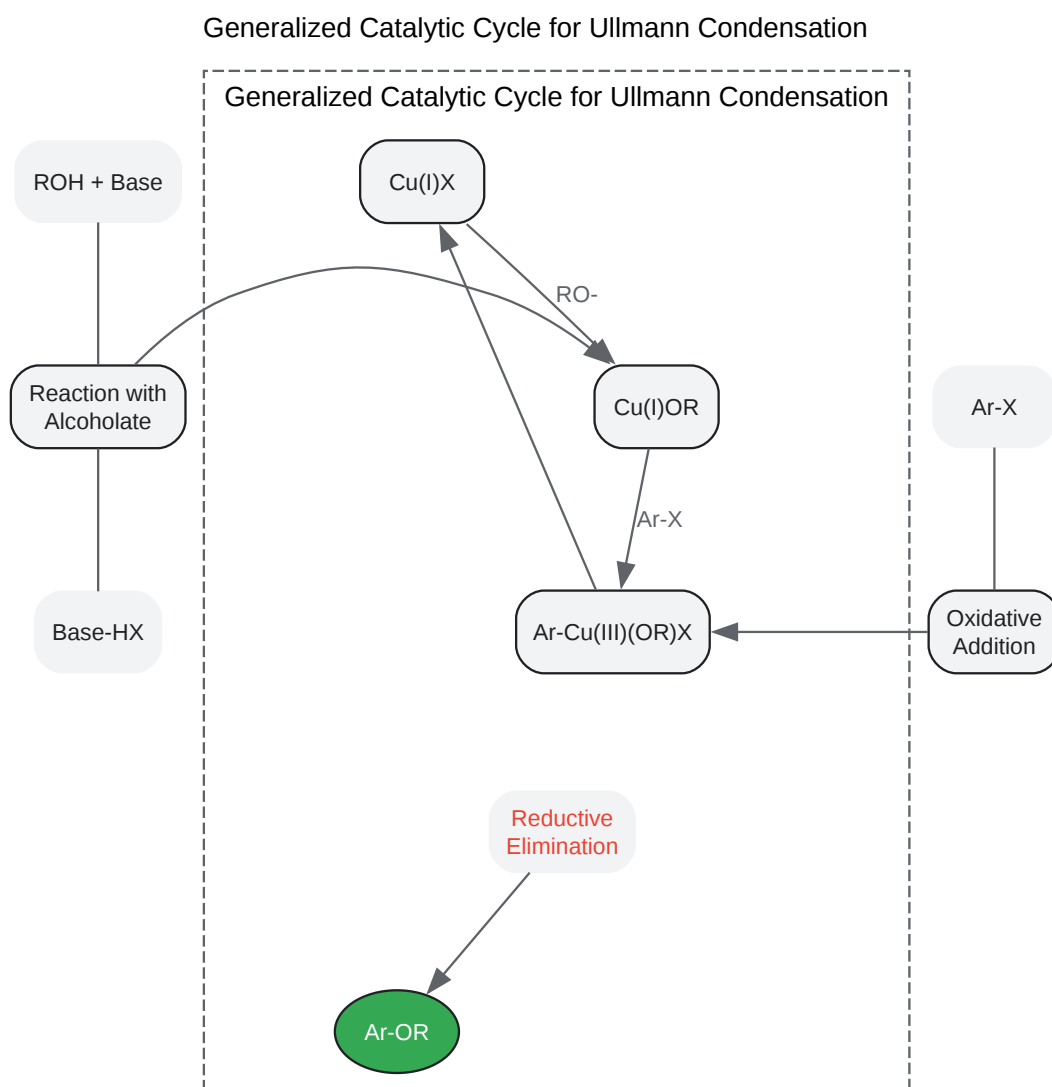 Generalized Catalytic Cycle for Ullmann Condensation
Generalized Catalytic Cycle for Ullmann Condensation
ROH + Base
Cu(I)X
RO-
Reaction with
Alcoholate
Cu(I)OR
Ar-X
Ar-X
Base-HX
Ar-Cu(III)(OR)X
Oxidative
Addition
Reductive
Elimination
Ar-OR